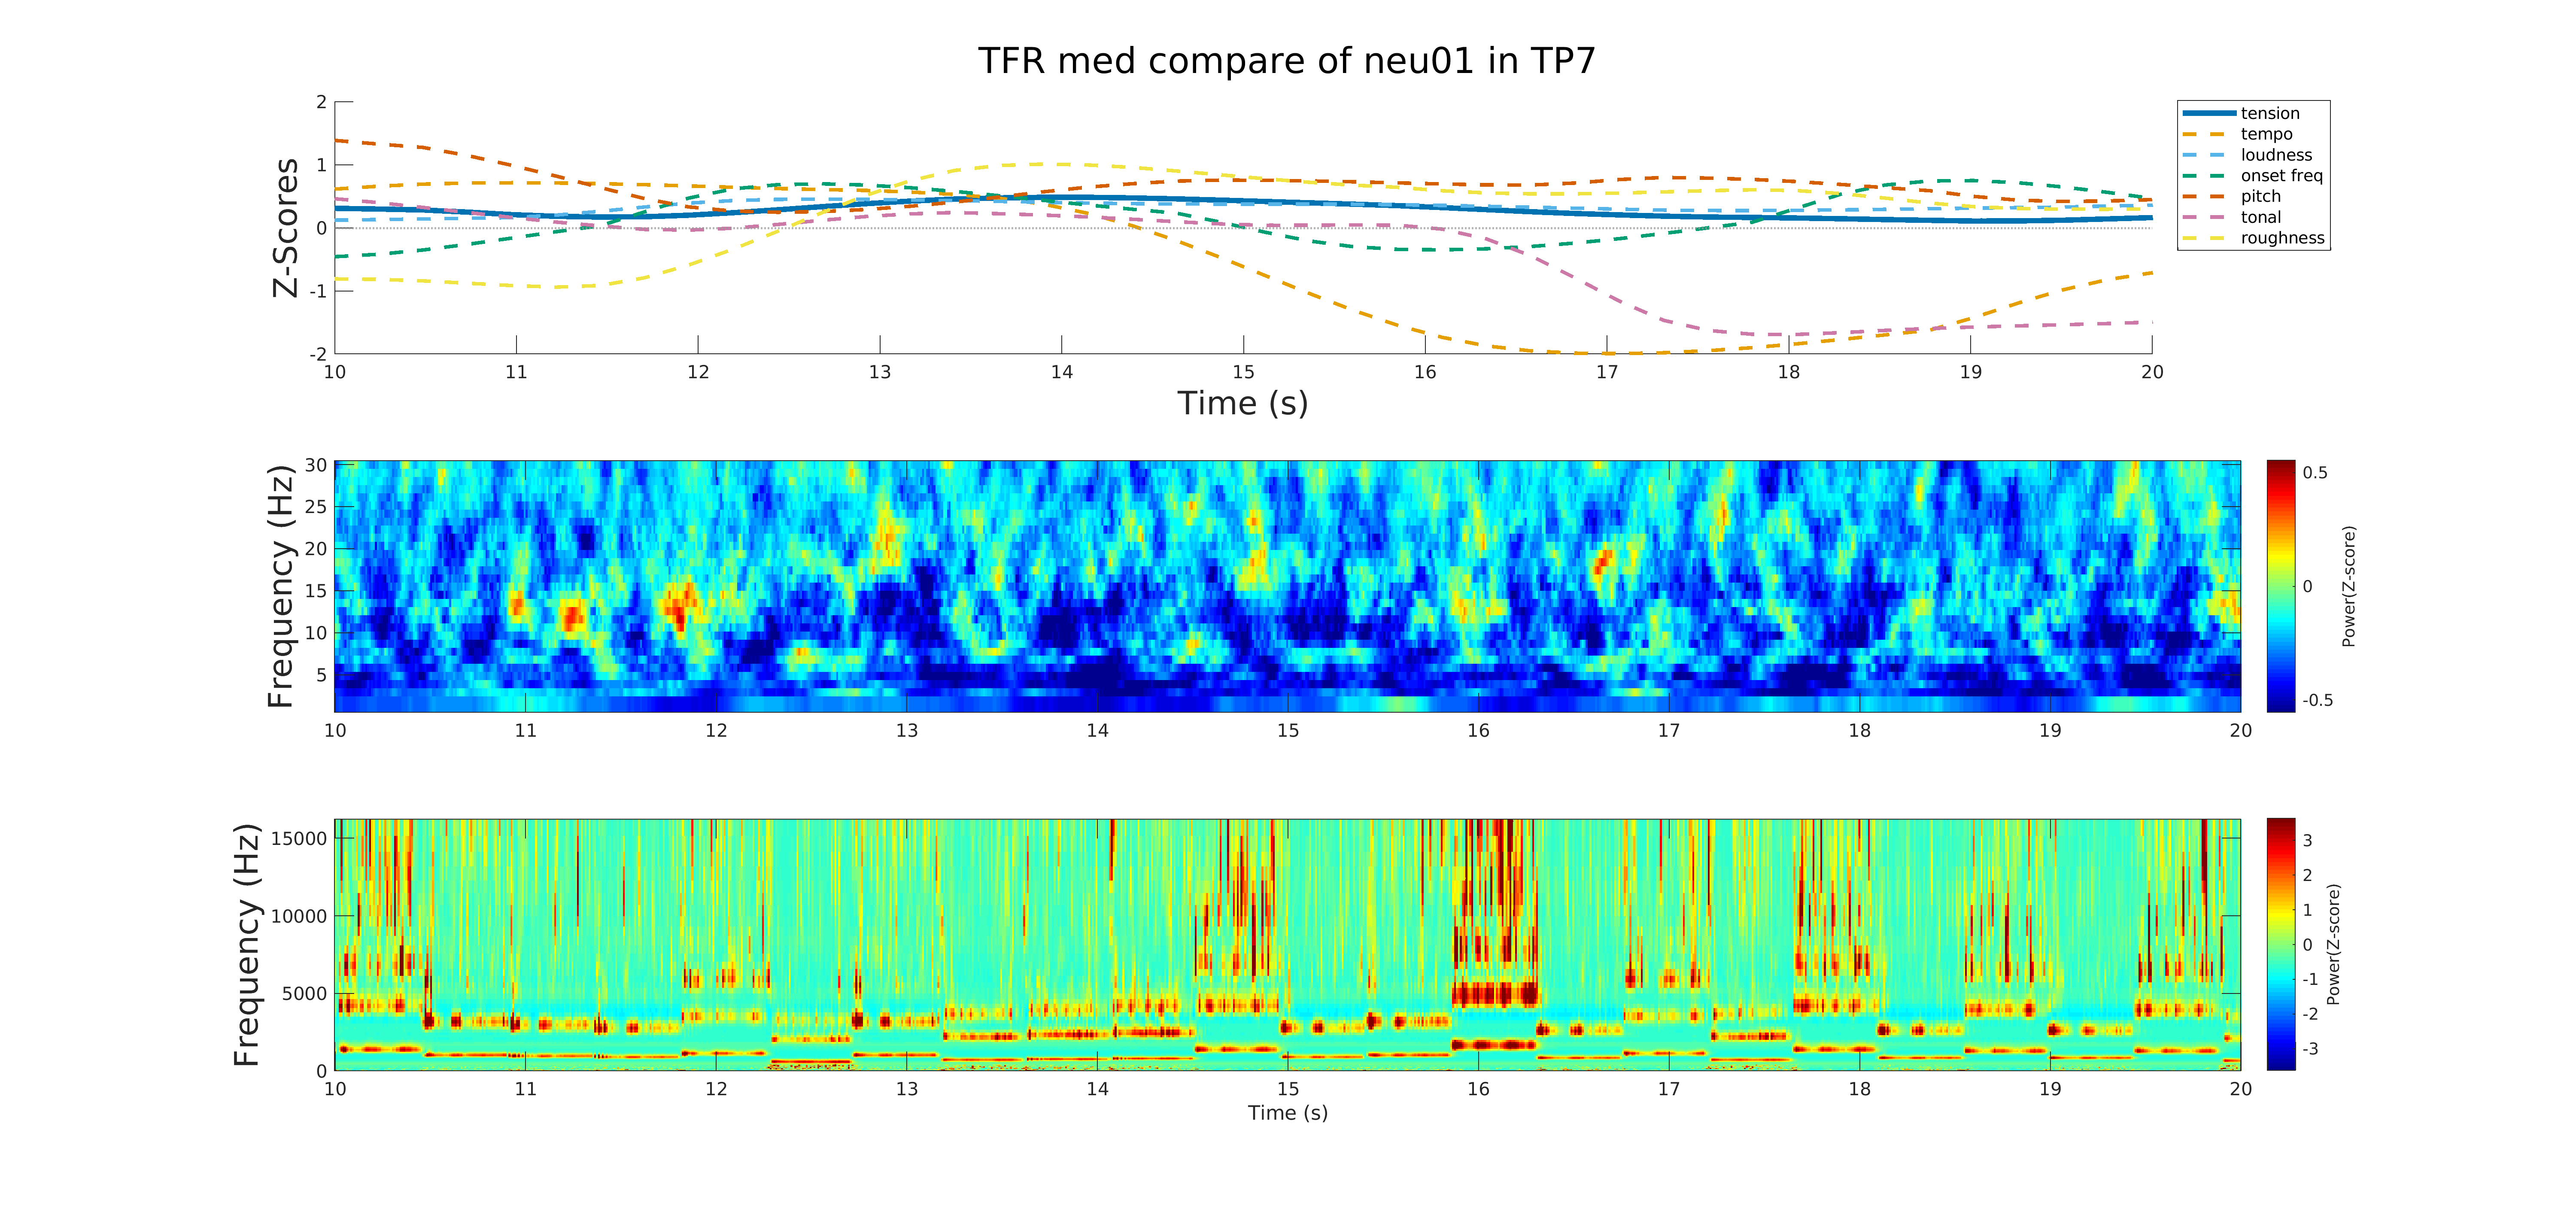 TFR med compare of neu01 in TP7
Z-Scores
2
1
0
-1
-2
10 11 12 13 14 15 16 17 18 19 20
Time (s)
tension
tempo
loudness
onset freq
pitch
tonal
roughness
Frequency (Hz)
30
25
20
15
10
5
10 11 12 13 14 15 16 17 18 19 20
0.5
0
-0.5
Power(Z-score)
Frequency (Hz)
15000
10000
5000
0
10 11 12 13 14 15 16 17 18 19 20
Time (s)
3
2
1
0
-1
-2
-3
Power(Z-score)